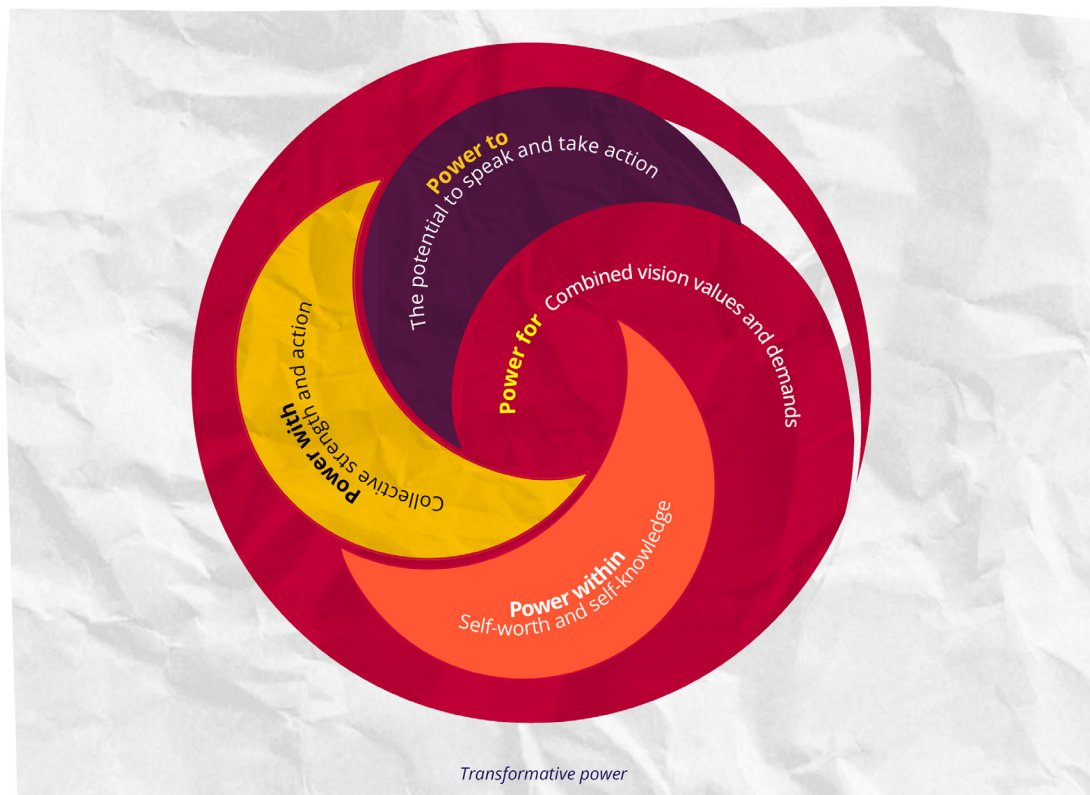 Power to
The potential to speak and take action
Power for Combined vision values and demands
Power with
Collective strength and action
Power within
Self-worth and self-knowledge
Transformative power